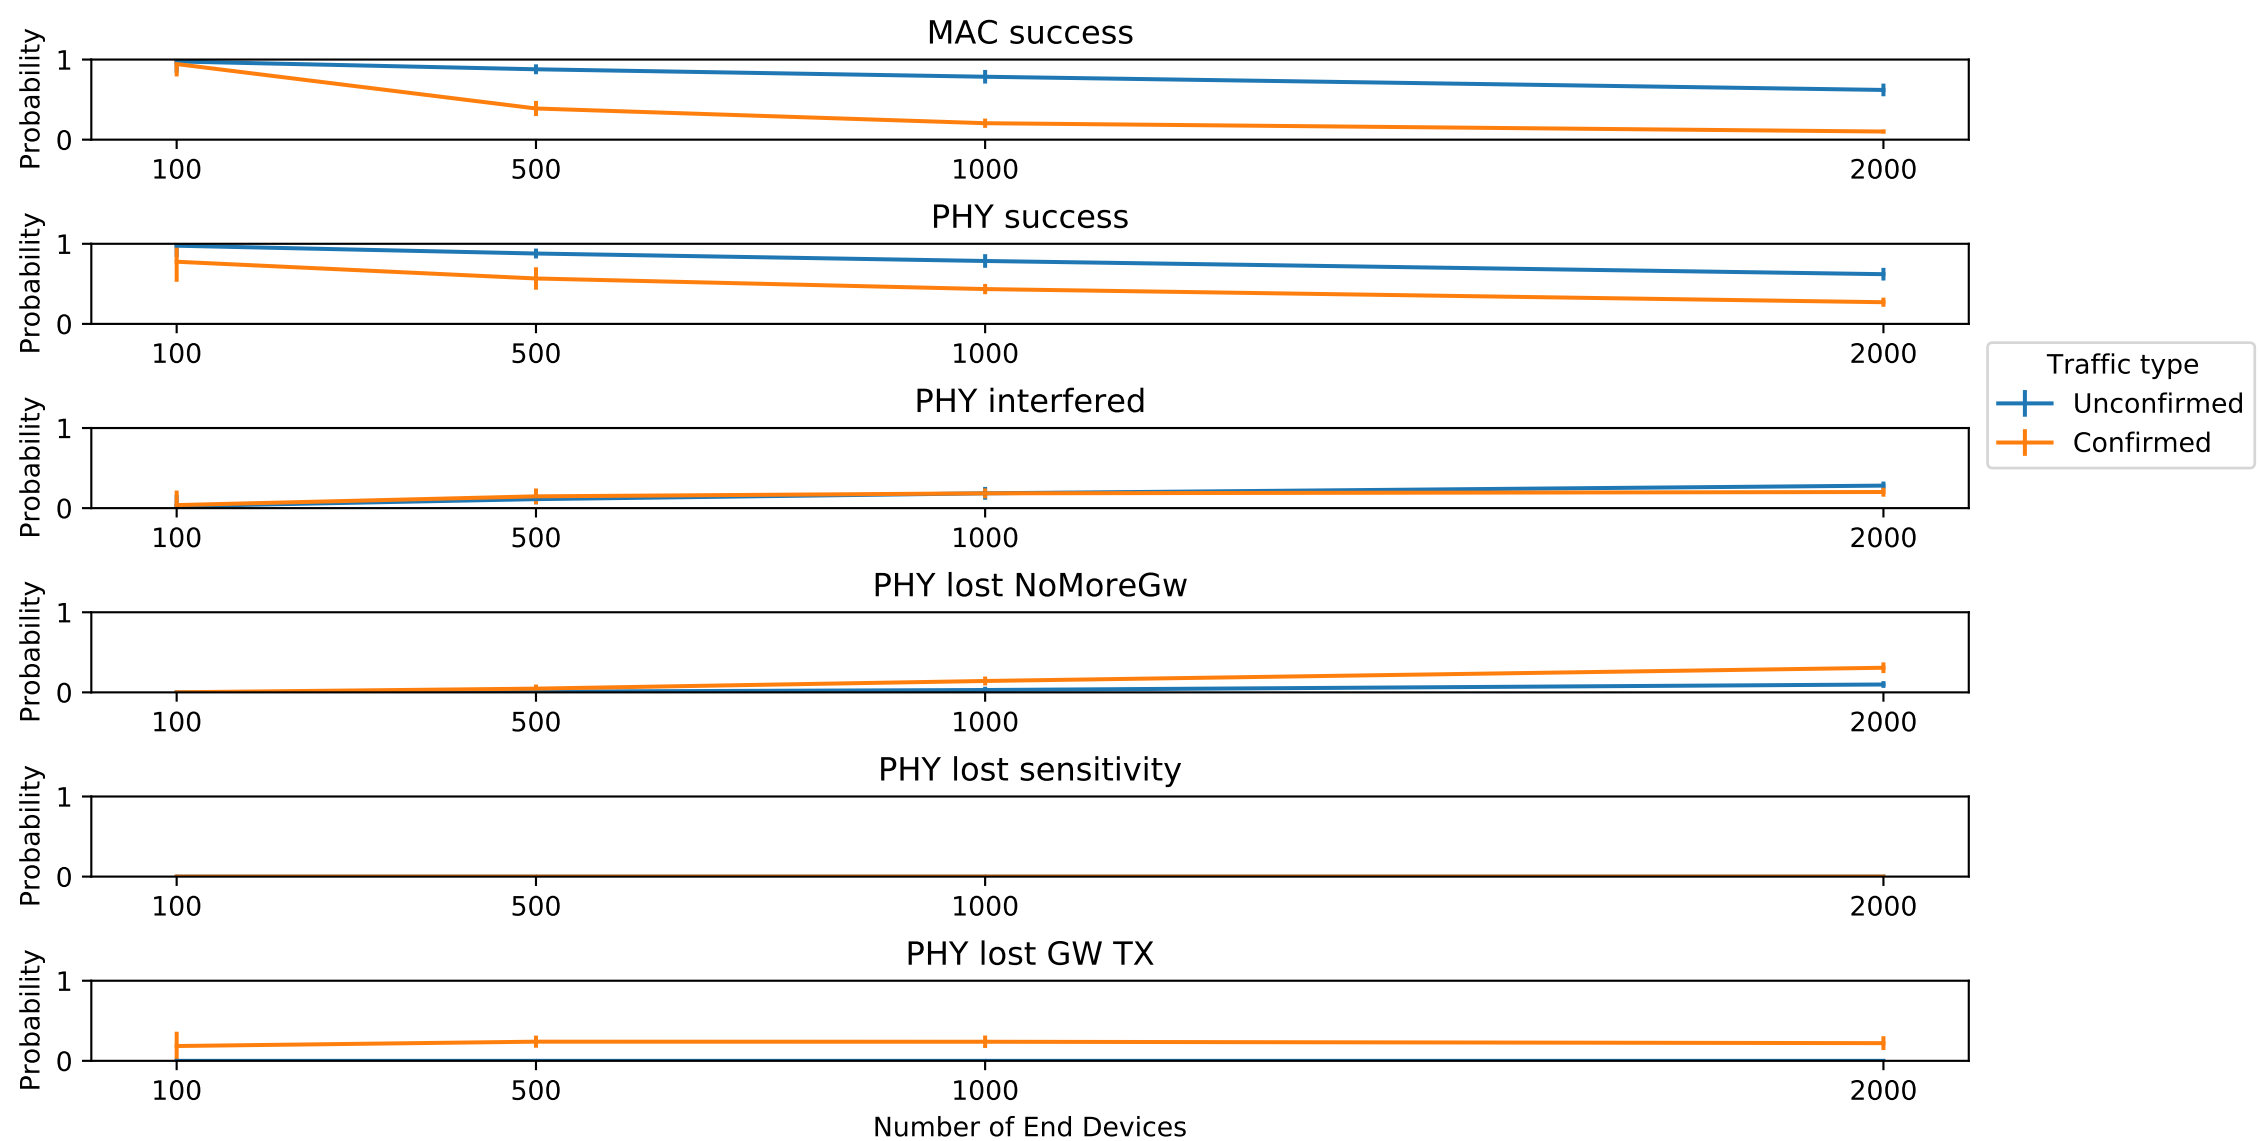 MAC success
Probability
1
0
100 500 1000 2000
PHY success
Probability
1
0
100 500 1000 2000
PHY interfered
Probability
1
0
100 500 1000 2000
PHY lost NoMoreGw
Probability
1
0
100 500 1000 2000
PHY lost sensitivity
Probability
1
0
100 500 1000 2000
PHY lost GW TX
Probability
1
0
100 500 1000 2000
Number of End Devices
Traffic type
Unconfirmed
Confirmed